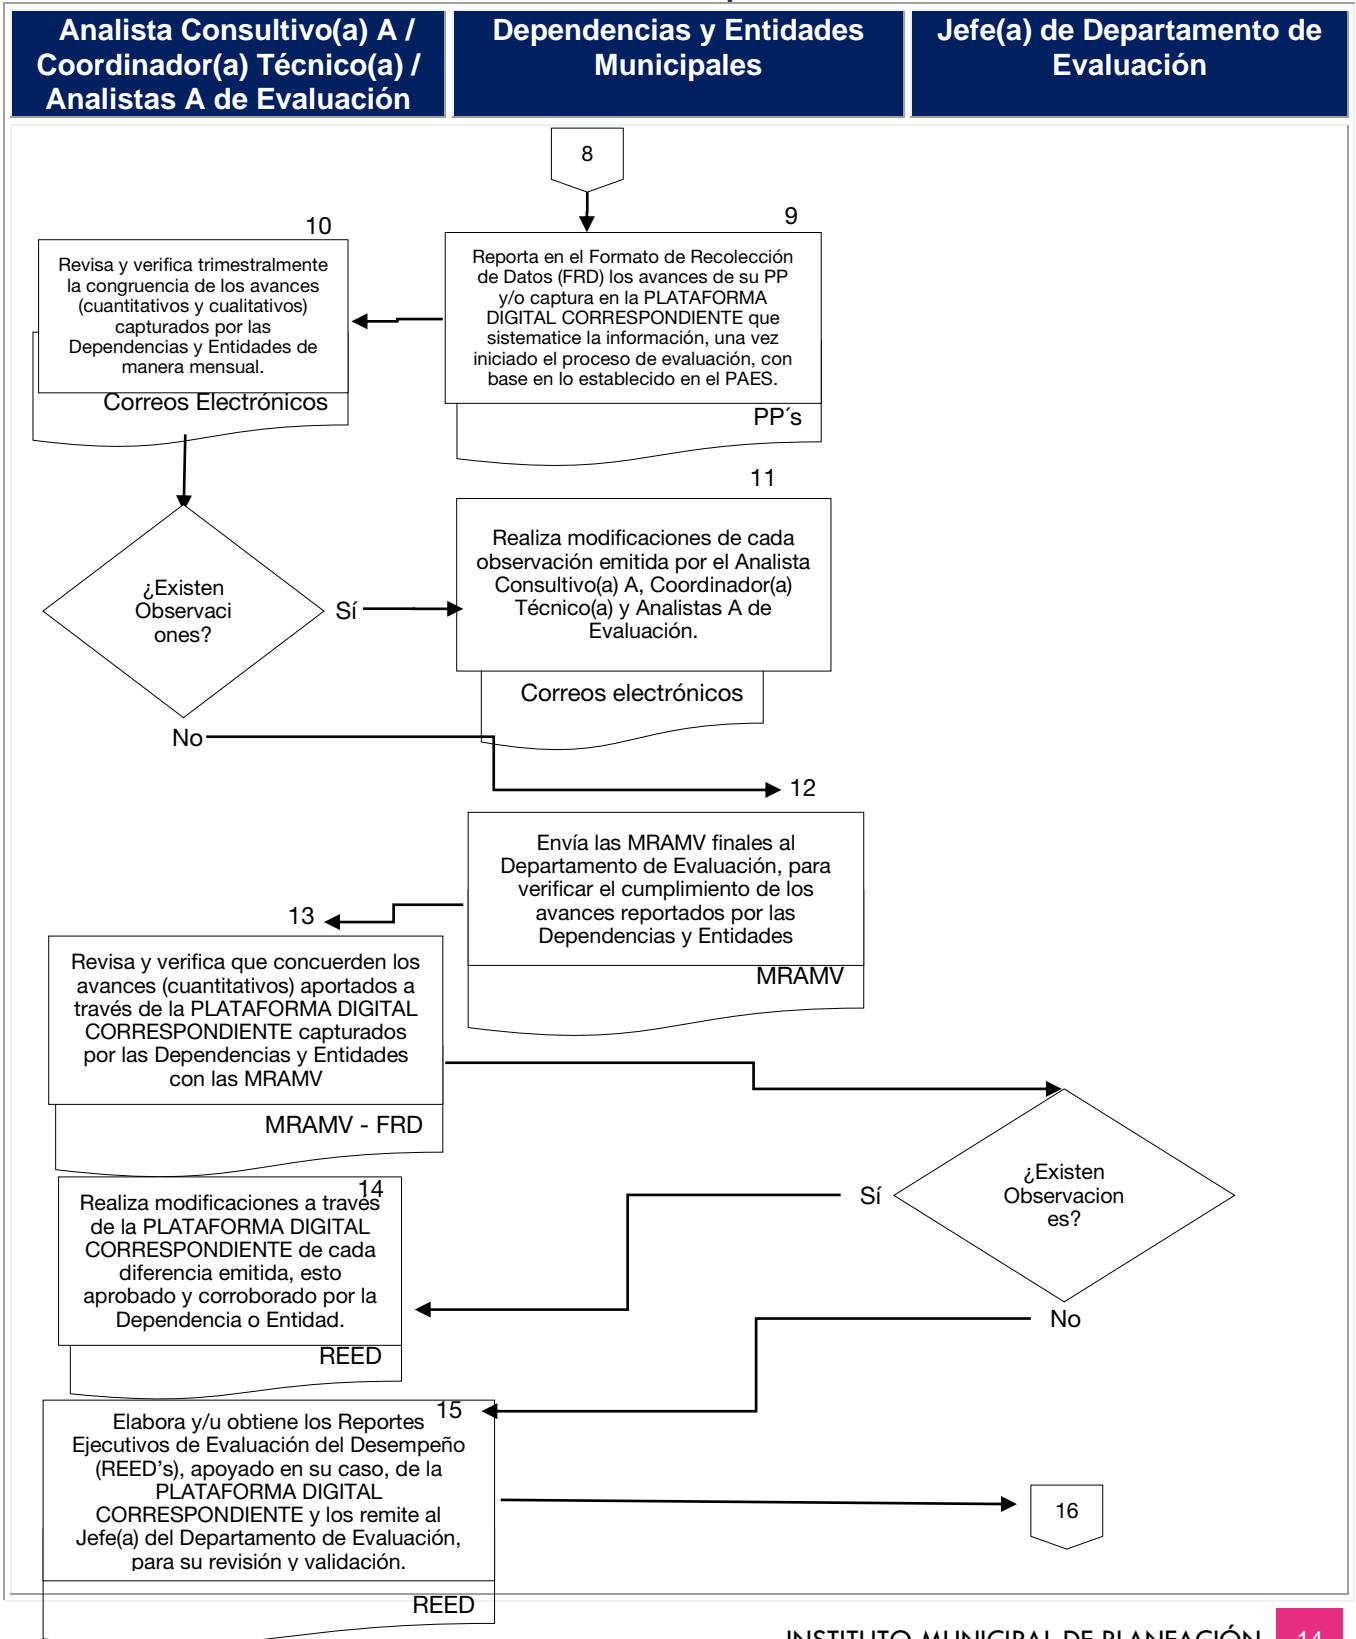 Analista Consultivo(a) A /
Coordinador(a) Técnico(a) /
Analistas A de Evaluación
Dependencias y Entidades
Municipales
Jefe(a) de Departamento de
Evaluación
8
9
Reporta en el Formato de Recolección
de Datos (FRD) los avances de su PP
y/o captura en la PLATAFORMA
DIGITAL CORRESPONDIENTE que
sistematice la información, una vez
iniciado el proceso de evaluación, con
base en lo establecido en el PAES.
PP´s
10
Revisa y verifica trimestralmente
la congruencia de los avances
(cuantitativos y cualitativos)
capturados por las
Dependencias y Entidades de
manera mensual.
Correos Electrónicos
¿Existen
Observaci
ones?
Sí
11
Realiza modificaciones de cada
observación emitida por el Analista
Consultivo(a) A, Coordinador(a)
Técnico(a) y Analistas A de
Evaluación.
Correos electrónicos
No
12
Envía las MRAMV finales al
Departamento de Evaluación, para
verificar el cumplimiento de los
avances reportados por las
Dependencias y Entidades
MRAMV
13
Revisa y verifica que concuerden los
avances (cuantitativos) aportados a
través de la PLATAFORMA DIGITAL
CORRESPONDIENTE capturados
por las Dependencias y Entidades
con las MRAMV
MRAMV - FRD
¿Existen
Observacion
es?
Sí
14
Realiza modificaciones a través
de la PLATAFORMA DIGITAL
CORRESPONDIENTE de cada
diferencia emitida, esto
aprobado y corroborado por la
Dependencia o Entidad.
REED
No
15
Elabora y/u obtiene los Reportes
Ejecutivos de Evaluación del Desempeño
(REED’s), apoyado en su caso, de la
PLATAFORMA DIGITAL
CORRESPONDIENTE y los remite al
Jefe(a) del Departamento de Evaluación,
para su revisión y validación.
REED
16
INSTITUTO MUNICIPAL DE PLANEACIÓN
14